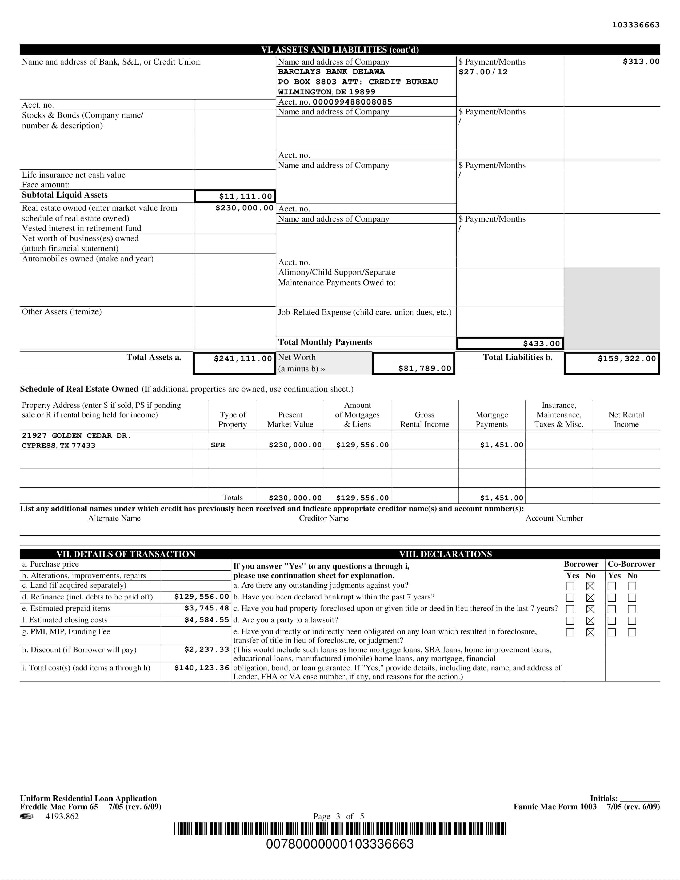 103336663
VI. ASSETS AND LIABILITIES (cont'd)
Name and address of Bank, S&L, or Credit Union
Name and address of Company
$ Payment/Months
$313.00
BARCLAYS BANK DELAWA
$27.00/12
PO BOX 8803 ATT: CREDIT BUREAU
WILMINGTON, DE 19899
Acct. no.
Acct. no. 000099488008085
Stocks & Bonds (Company name/
number & description)
Name and address of Company
$ Payment/Months
/
Acct. no.
Name and address of Company
$ Payment/Months
/
Life insurance net cash value
Face amount:
Subtotal Liquid Assets
$11,111.00
Real estate owned (enter market value from
schedule of real estate owned)
$230,000.00
Acct. no.
Name and address of Company
$ Payment/Months
/
Vested interest in retirement fund
Net worth of business(es) owned
(attach financial statement)
Automobiles owned (make and year)
Acct. no.
Alimony/Child Support/Separate
Maintenance Payments Owed to:
Other Assets (itemize)
Job-Related Expense (child care, union dues, etc.)
Total Monthly Payments
$433.00
Total Assets a.
$241,111.00
Net Worth
(a minus b) »
$81,789.00
Total Liabilities b.
$159,322.00
Schedule of Real Estate Owned (If additional properties are owned, use continuation sheet.)
Property Address (enter S if sold, PS if pending
sale or R if rental being held for income)
Type of
Property
Present
Market Value
Amount
of Mortgages
& Liens
Gross
Rental Income
Mortgage
Payments
Insurance,
Maintenance,
Taxes & Misc.
Net Rental
Income
21927 GOLDEN CEDAR DR.
CYPRESS, TX 77433
SFR
$230,000.00
$129,556.00
$1,451.00
Totals
$230,000.00
$129,556.00
$1,451.00
List any additional names under which credit has previously been received and indicate appropriate creditor name(s) and account number(s):
Alternate Name
Creditor Name
Account Number
VII. DETAILS OF TRANSACTION
VIII. DECLARATIONS
a. Purchase price
If you answer "Yes" to any questions a through i,
Borrower
Co-Borrower
b. Alterations, improvements, repairs
please use continuation sheet for explanation.
Yes No
Yes No
c. Land (if acquired separately)
a. Are there any outstanding judgments against you?
d. Refinance (incl. debts to be paid off)
$129,556.00
b. Have you been declared bankrupt within the past 7 years?
e. Estimated prepaid items
$3,745.48
c. Have you had property foreclosed upon or given title or deed in lieu thereof in the last 7 years?
f. Estimated closing costs
$4,584.55
d. Are you a party to a lawsuit?
g. PMI, MIP, Funding Fee
e. Have you directly or indirectly been obligated on any loan which resulted in foreclosure,
transfer of title in lieu of foreclosure, or judgment?
h. Discount (if Borrower will pay)
$2,237.33
(This would include such loans as home mortgage loans, SBA loans, home improvement loans,
educational loans, manufactured (mobile) home loans, any mortgage, financial
i. Total cost(s) (add items a through h)
$140,123.36
obligation, bond, or loan guarantee. If "Yes," provide details, including date, name, and address of
Lender, FHA or VA case number, if any, and reasons for the action.)
Uniform Residential Loan Application
Initials:
Freddie Mac Form 65 7/05 (rev. 6/09)
Fannie Mae Form 1003 7/05 (rev. 6/09)
4193.862
Page 3 of 5
00780000000103336663